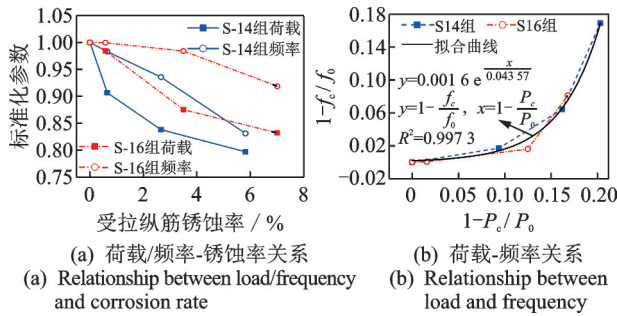 标准化参数
1.05
1.00
0.95
0.90
0.85
0.80
0.75
S-14组荷载
S-14组频率
S-16组荷载
S-16组频率
0 2 4 6 8
受拉纵筋锈蚀率 / %
(a) 荷载/频率-锈蚀率关系
(a) Relationship between load/frequency
and corrosion rate
1-fc / f0
0.18
0.14
0.10
0.06
0.02
−0.02
S14组
S16组
拟合曲线
y=0.001 6 e^(x/0.043 57)
y=1- fc/f0, x=1- Pc/P0
R²=0.997 3
0 0.05 0.10 0.15 0.20
1-Pc / P0
(b) 荷载-频率关系
(b) Relationship between
load and frequency